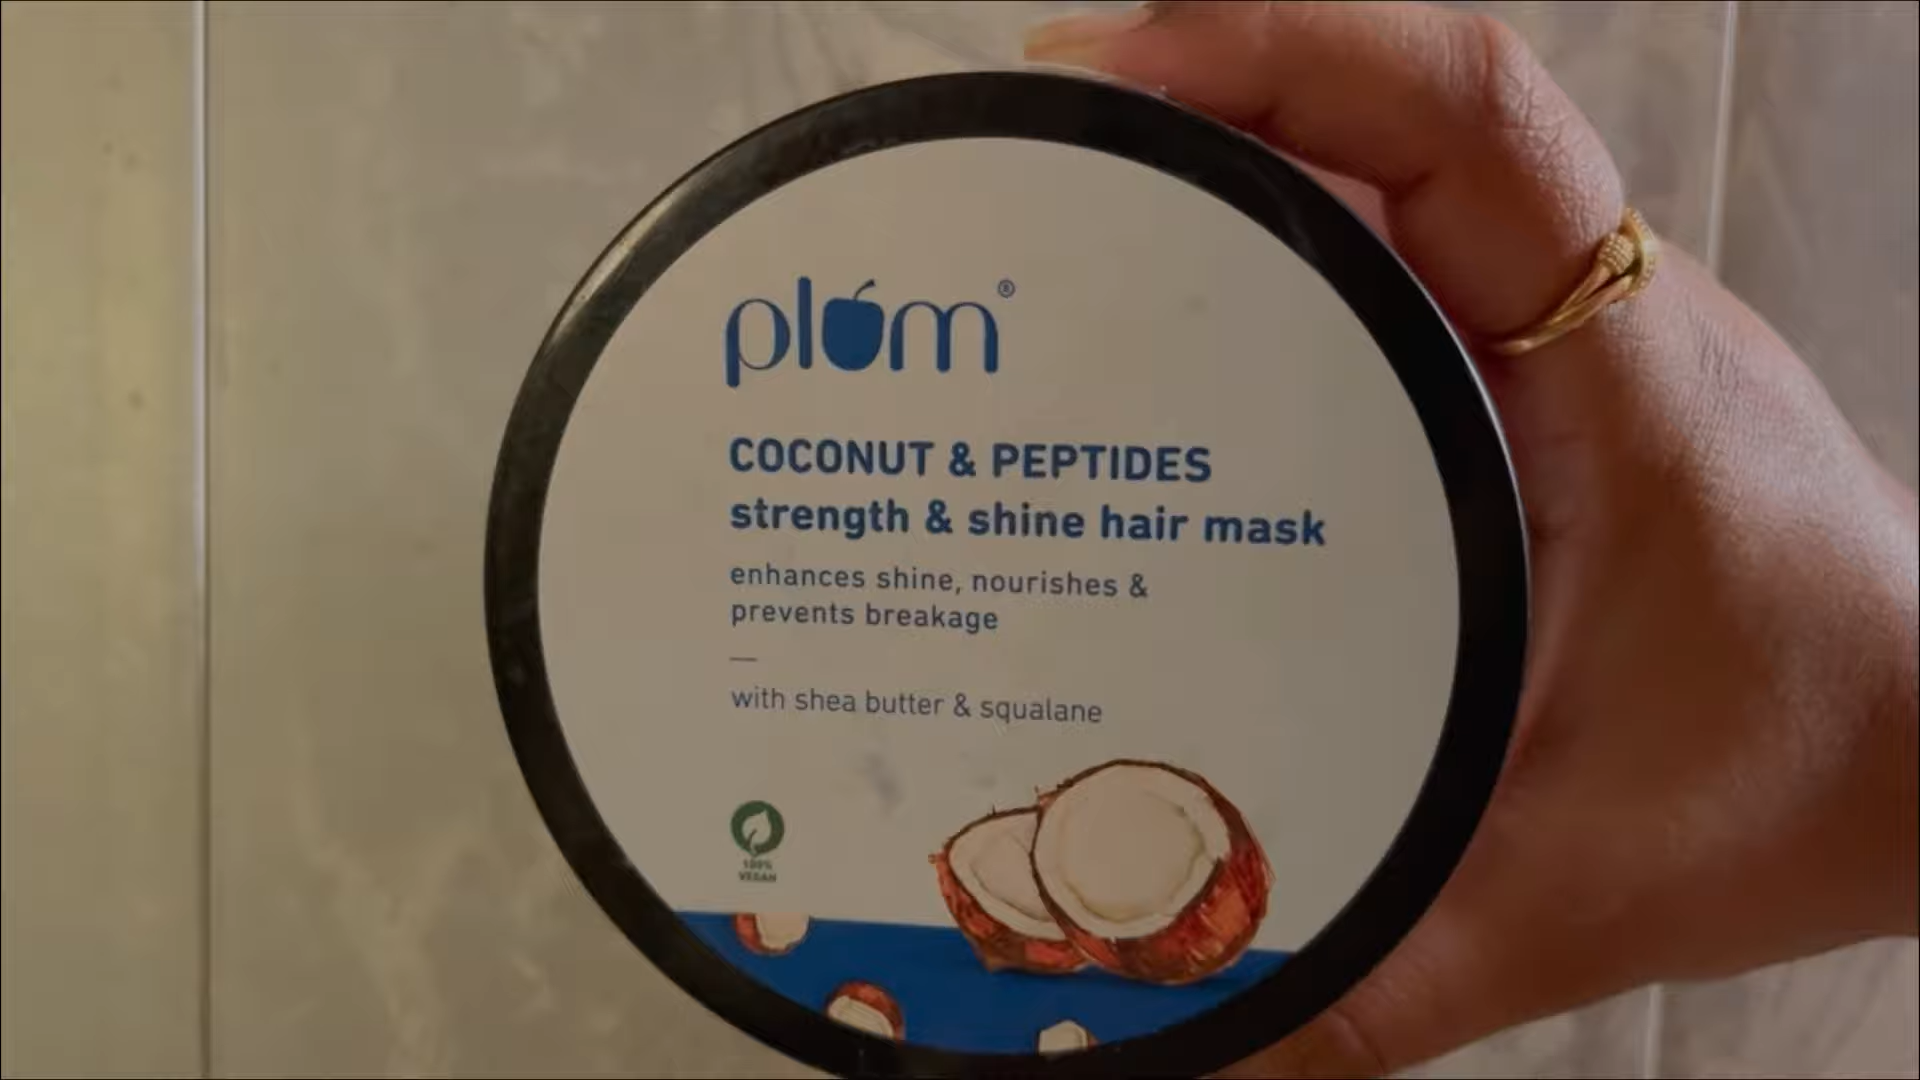 plum®
COCONUT & PEPTIDES
strength & shine hair mask
enhances shine, nourishes &
prevents breakage
with shea butter & squalane
100%
VEGAN